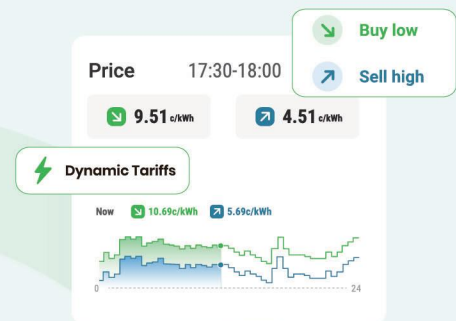 Buy low
Sell high
Price 17:30-18:00
9.51 c/kWh 4.51 c/kWh
Dynamic Tariffs
Now 10.69c/kWh 5.69c/kWh
0 24